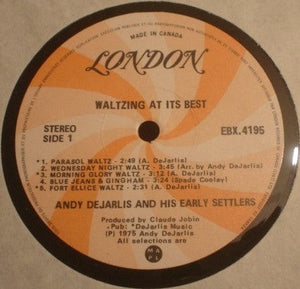 MADE IN CANADA
LONDON
WALTZING AT ITS BEST
STEREO
SIDE 1
EBX.4195
*1. PARASOL WALTZ - 2:49 (A. DeJarlis)
2. WEDNESDAY NIGHT WALTZ - 3:45 (Arr. by Andy DeJarlis)
*3. MORNING GLORY WALTZ - 3:12 (A. DeJarlis)
4. BLUE JEANS & GINGHAM - 3:24 (Spade Cooley)
*5. FORT ELLICE WALTZ - 2:31 (A. DeJarlis)
ANDY DEJARLIS AND HIS EARLY SETTLERS
Produced by Claude Jobin
Pub: *DeJarlis Music
(P) 1975 Andy DeJarlis
All selections are
MAPL